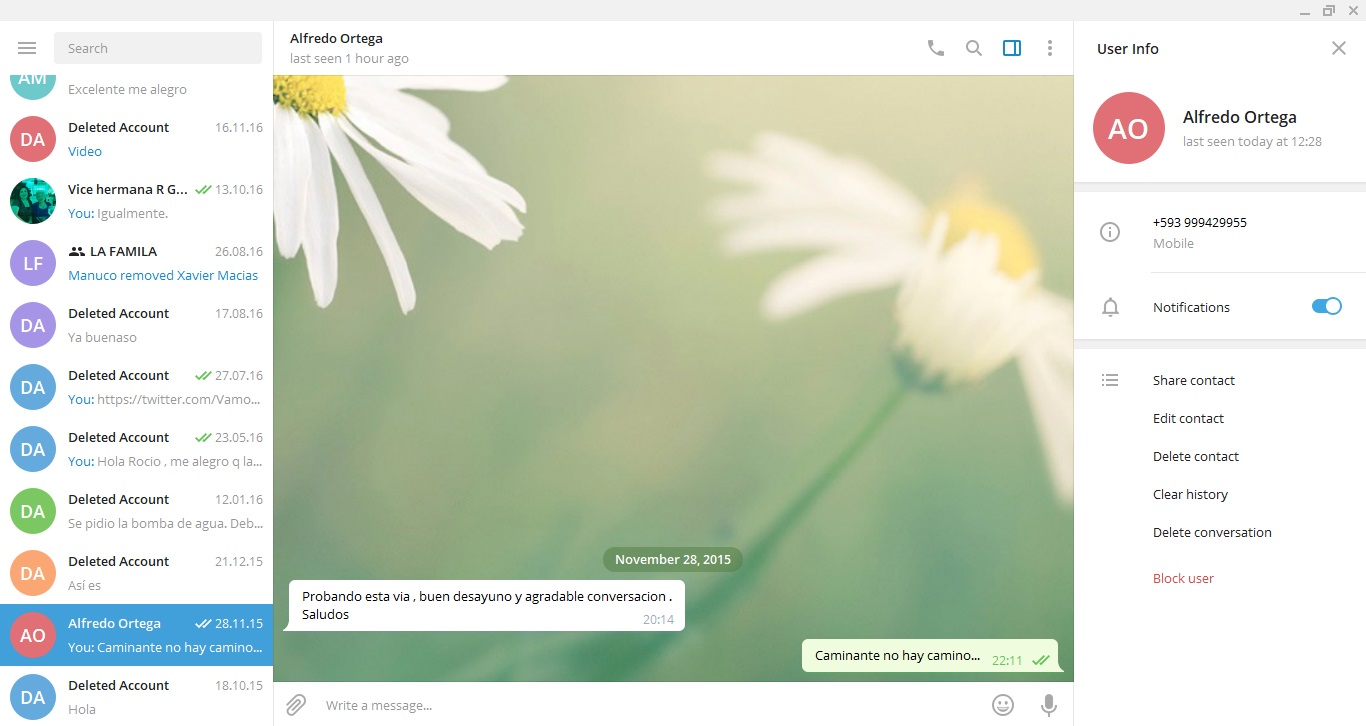 Search
AM
Excelente me alegro
DA
Deleted Account 16.11.16
Video
Vice hermana R G... 13.10.16
You: Igualmente.
LF
LA FAMILA 26.08.16
Manuco removed Xavier Macias
DA
Deleted Account 17.08.16
Ya buenaso
DA
Deleted Account 27.07.16
You: https://twitter.com/Vamo...
DA
Deleted Account 23.05.16
You: Hola Rocio , me alegro q la...
DA
Deleted Account 12.01.16
Se pidio la bomba de agua. Deb...
DA
Deleted Account 21.12.15
Así es
AO
Alfredo Ortega 28.11.15
You: Caminante no hay camino...
DA
Deleted Account 18.10.15
Hola
Alfredo Ortega
last seen 1 hour ago
November 28, 2015
Probando esta via , buen desayuno y agradable conversacion .
Saludos
20:14
Caminante no hay camino... 22:11
Write a message...
User Info
AO
Alfredo Ortega
last seen today at 12:28
+593 999429955
Mobile
Notifications
Share contact
Edit contact
Delete contact
Clear history
Delete conversation
Block user